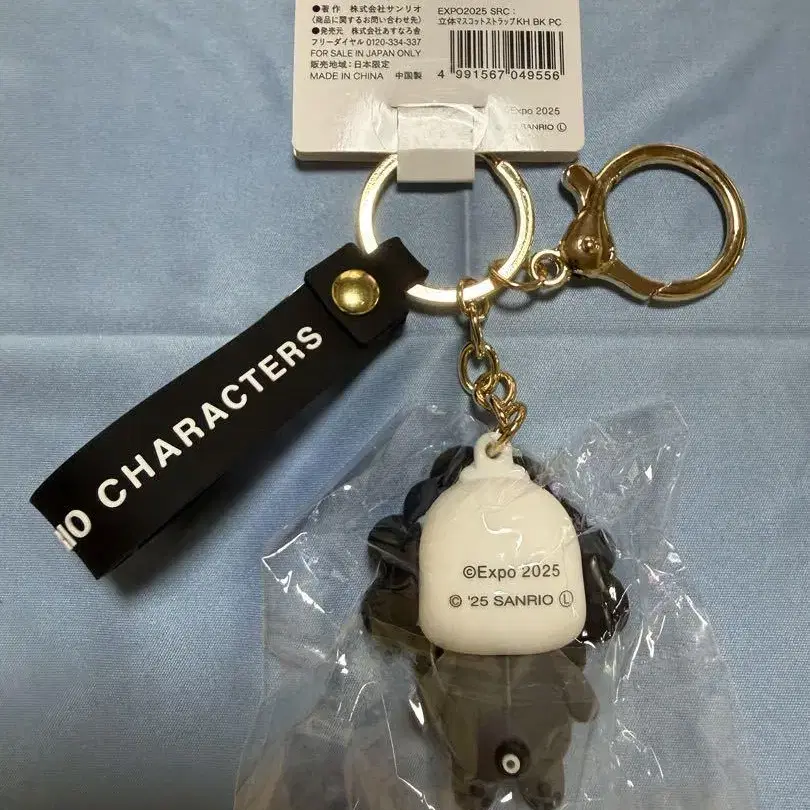 ●著作 株式会社サンリオ
〈商品に関するお問い合わせ先〉
●発売元 株式会社あすなろ舎
フリーダイヤル 0120-334-337
FOR SALE IN JAPAN ONLY
販売地域:日本限定
MADE IN CHINA 中国製
EXPO2025 SRC:
立体マスコットストラップKH BK PC
4 991567 049556
Expo 2025
SANRIO Ⓛ
IO CHARACTERS
©Expo 2025
© '25 SANRIO Ⓛ